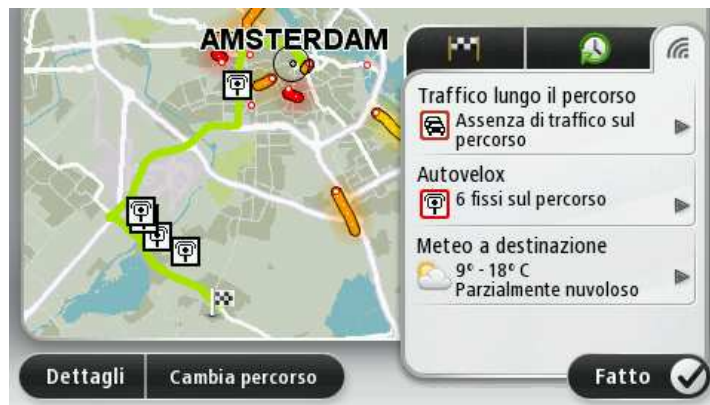 AMSTERDAM
Traffico lungo il percorso
Assenza di traffico sul
percorso
Autovelox
6 fissi sul percorso
Meteo a destinazione
9° - 18° C
Parzialmente nuvoloso
Dettagli
Cambia percorso
Fatto